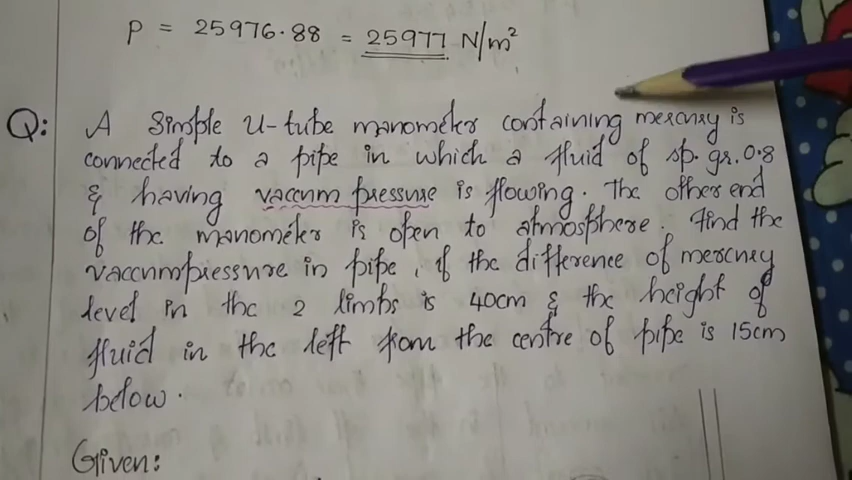 P = 25976.88 = 25977 N/m²
Q: A Simple U-tube manometer containing mercury is
connected to a pipe in which a fluid of sp. gr. 0.8
& having vaccum pressure is flowing. The other end
of the manometer is open to atmosphere. Find the
vaccumpressure in pipe, if the difference of mercury
level in the 2 limbs is 40cm & the height of
fluid in the left from the centre of pipe is 15cm
below.
Given: